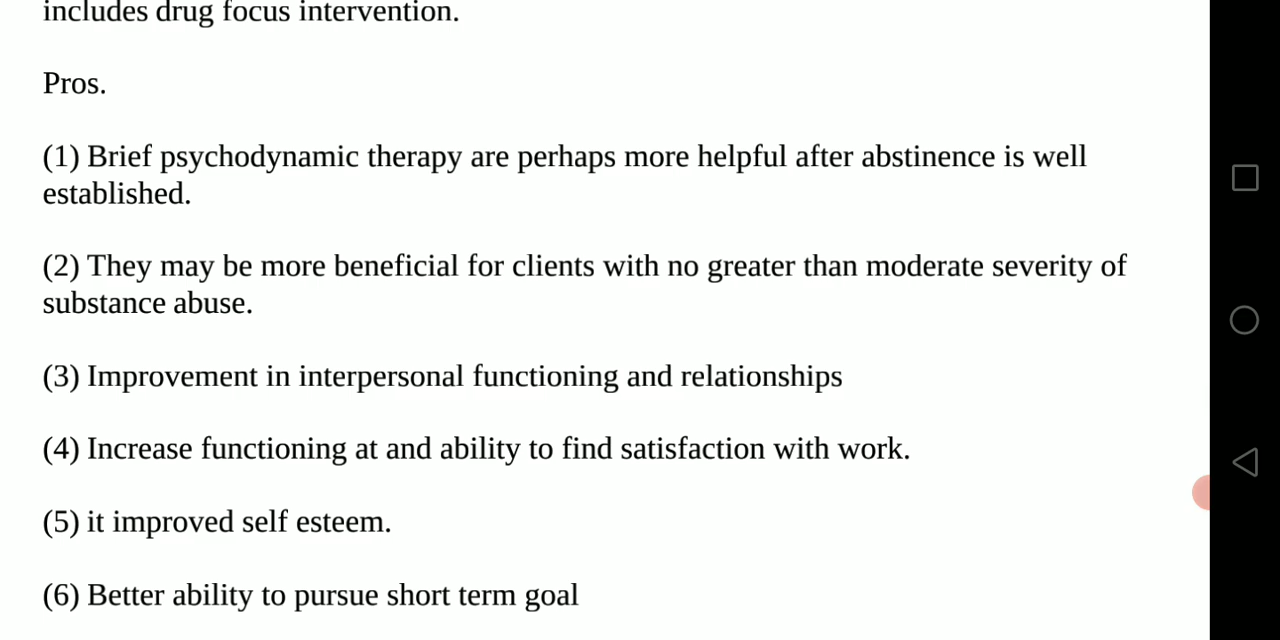 includes drug focus intervention.
Pros.
(1) Brief psychodynamic therapy are perhaps more helpful after abstinence is well
established.
(2) They may be more beneficial for clients with no greater than moderate severity of
substance abuse.
(3) Improvement in interpersonal functioning and relationships
(4) Increase functioning at and ability to find satisfaction with work.
(5) it improved self esteem.
(6) Better ability to pursue short term goal